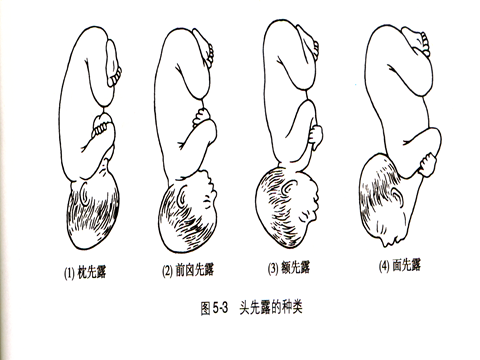 (1) 枕先露
(2) 前囟先露
(3) 额先露
(4) 面先露
图 5-3 头先露的种类